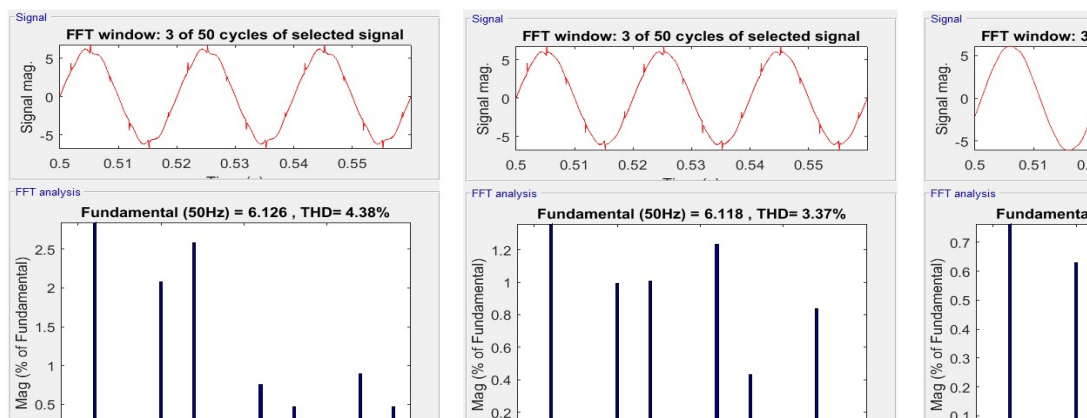 Signal
FFT window: 3 of 50 cycles of selected signal
Signal mag.
5
0
-5
0.5 0.51 0.52 0.53 0.54 0.55
FFT analysis
Fundamental (50Hz) = 6.126 , THD= 4.38%
Mag (% of Fundamental)
2.5
2
1.5
1
0.5
Signal
FFT window: 3 of 50 cycles of selected signal
Signal mag.
5
0
-5
0.5 0.51 0.52 0.53 0.54 0.55
FFT analysis
Fundamental (50Hz) = 6.118 , THD= 3.37%
Mag (% of Fundamental)
1.2
1
0.8
0.6
0.4
0.2
Signal
FFT window: 3
Signal mag.
5
0
-5
0.5 0.51
FFT analysis
Fundamenta
Mag (% of Fundamental)
0.7
0.6
0.5
0.4
0.3
0.2
0.1